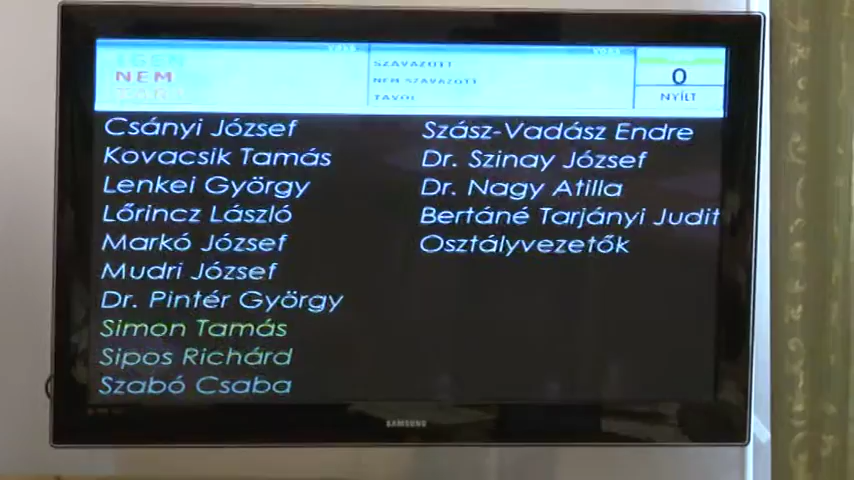 IGEN
NEM
SZAVAZOTT
NEM SZAVAZOTT
TÁVOL
0
NYÍLT
Csányi József
Kovacsik Tamás
Lenkei György
Lőrincz László
Markó József
Mudri József
Dr. Pintér György
Simon Tamás
Sipos Richárd
Szabó Csaba
Szász-Vadász Endre
Dr. Szinay József
Dr. Nagy Atilla
Bertáné Tarjányi Judit
Osztályvezetők
SAMSUNG